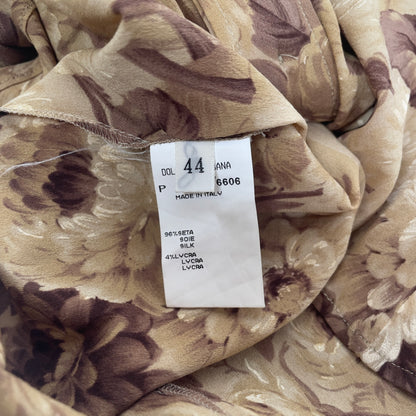 DOL 44 ANA
P 6606
MADE IN ITALY
96%SETA
SOIE
SILK
4%LYCRA
LYCRA
LYCRA